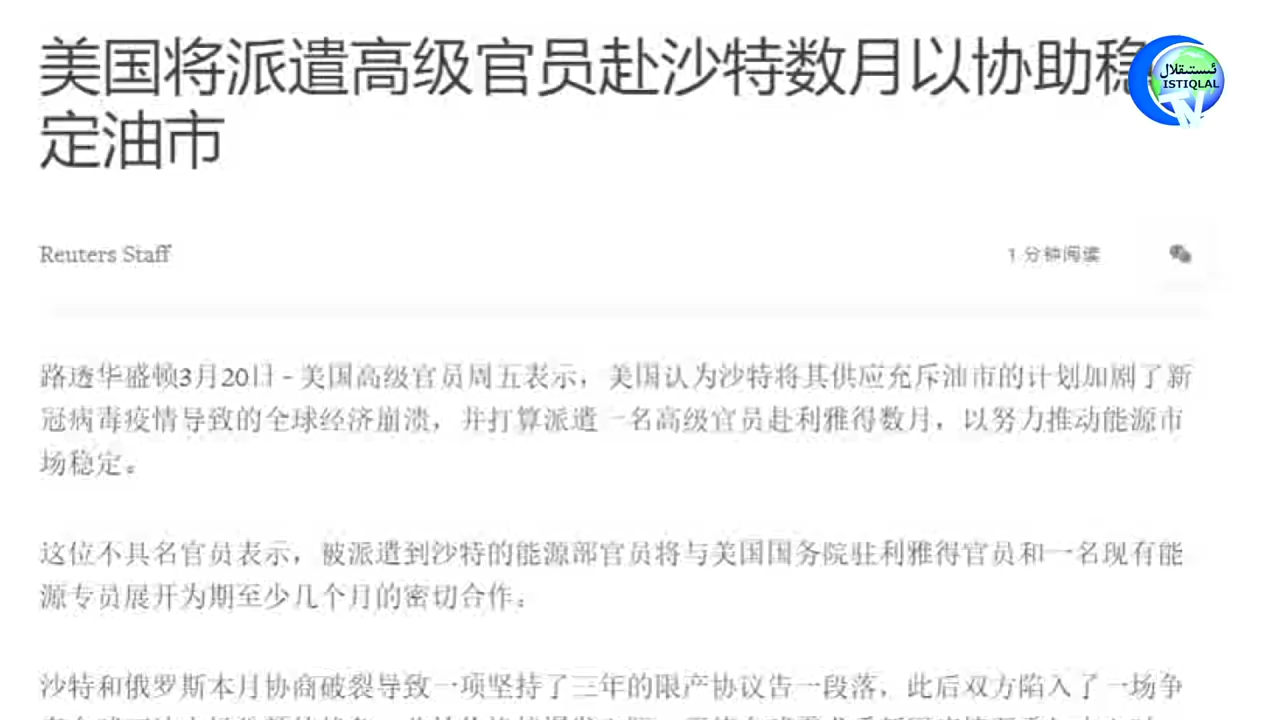 美国将派遣高级官员赴沙特数月以协助稳
定油市
ئىستىقلال
ISTIQLAL
TV
Reuters Staff
1 分钟阅读
路透华盛顿3月20日 - 美国高级官员周五表示，美国认为沙特将其供应充斥油市的计划加剧了新
冠病毒疫情导致的全球经济崩溃，并打算派遣一名高级官员赴利雅得数月，以努力推动能源市
场稳定。
这位不具名官员表示，被派遣到沙特的能源部官员将与美国国务院驻利雅得官员和一名现有能
源专员展开为期至少几个月的密切合作。
沙特和俄罗斯本月协商破裂导致一项坚持了三年的限产协议告一段落，此后双方陷入了一场争